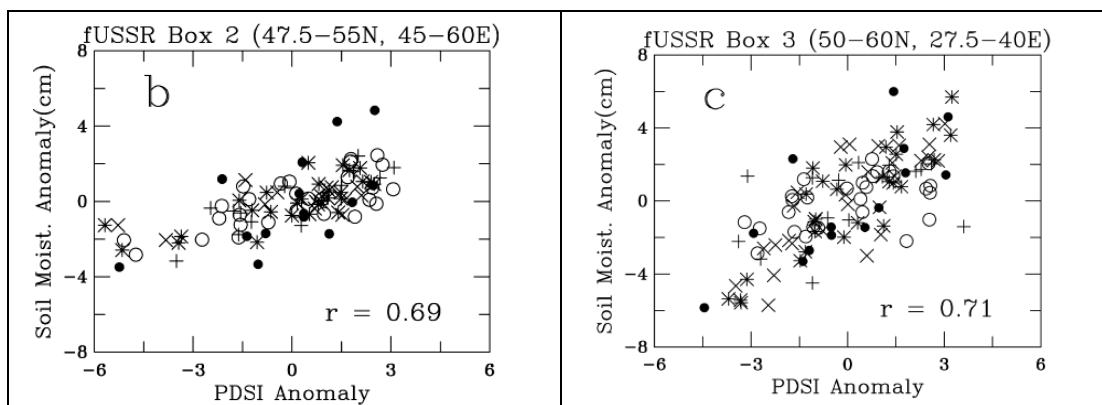 fUSSR Box 2 (47.5−55N, 45−60E)
8
4
0
-4
-8
Soil Moist. Anomaly(cm)
b
r = 0.69
-6 -3 0 3 6
PDSI Anomaly
fUSSR Box 3 (50−60N, 27.5−40E)
8
4
0
-4
-8
Soil Moist. Anomaly(cm)
c
r = 0.71
-6 -3 0 3 6
PDSI Anomaly